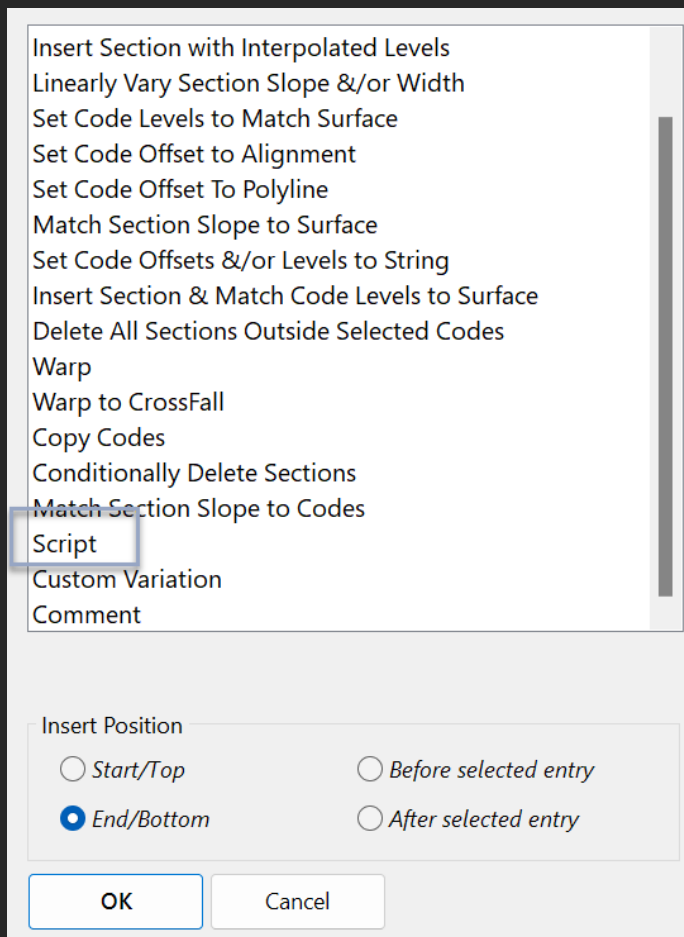 Insert Section with Interpolated Levels
Linearly Vary Section Slope &/or Width
Set Code Levels to Match Surface
Set Code Offset to Alignment
Set Code Offset To Polyline
Match Section Slope to Surface
Set Code Offsets &/or Levels to String
Insert Section & Match Code Levels to Surface
Delete All Sections Outside Selected Codes
Warp
Warp to CrossFall
Copy Codes
Conditionally Delete Sections
Match Section Slope to Codes
Script
Custom Variation
Comment
Insert Position
Start/Top
Before selected entry
End/Bottom
After selected entry
OK
Cancel